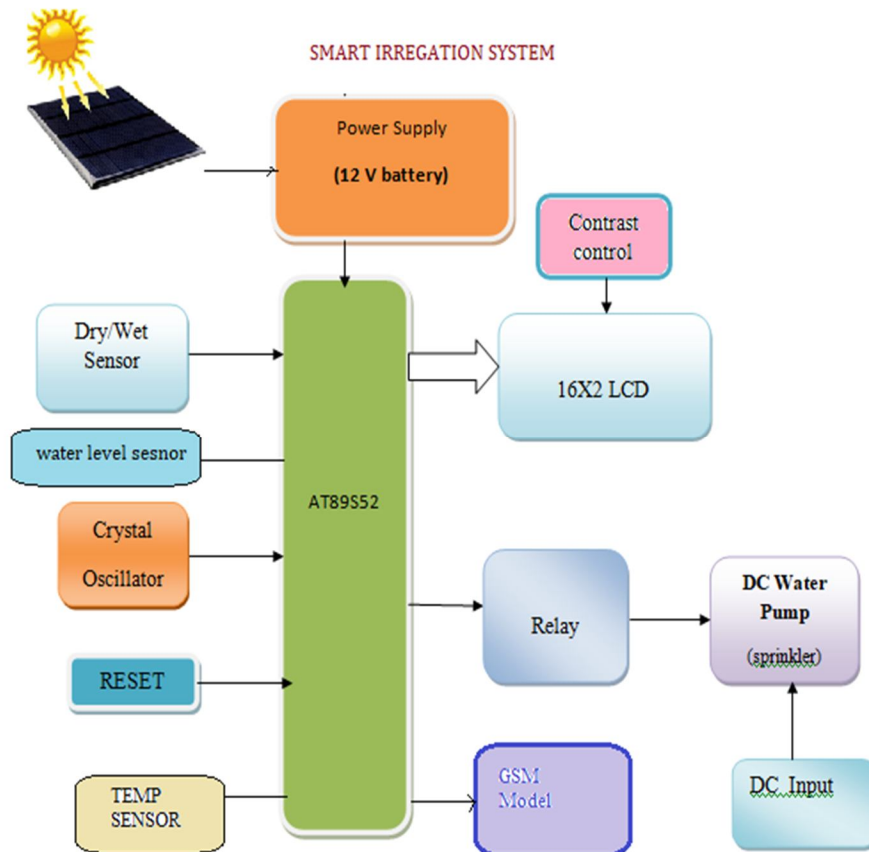 SMART IRREGATION SYSTEM
Power Supply
(12 V battery)
Contrast
control
Dry/Wet
Sensor
16X2 LCD
water level sesnor
AT89S52
Crystal
Oscillator
Relay
DC Water
Pump
(sprinkler)
RESET
TEMP
SENSOR
GSM
Model
DC Input